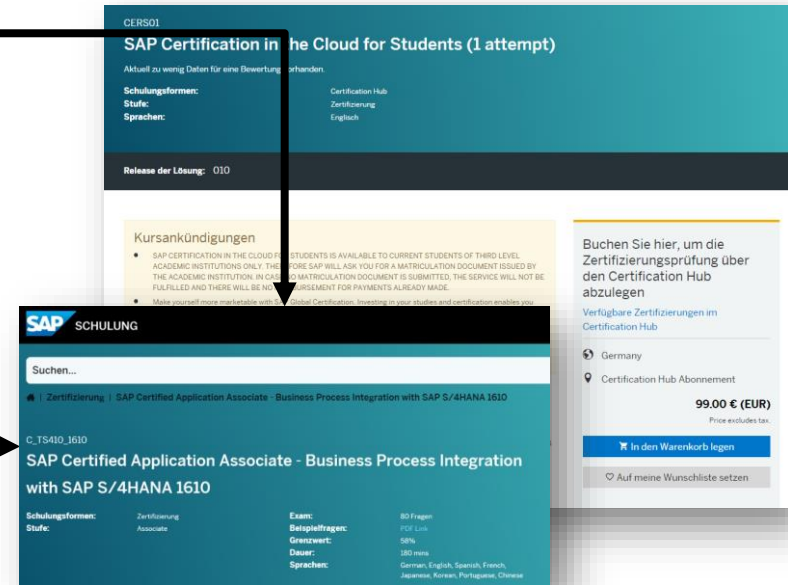 CERS01
SAP Certification in the Cloud for Students (1 attempt)
Aktuell zu wenig Daten für eine Bewertung vorhanden.
Schulungsformen: Certification Hub
Stufe: Zertifizierung
Sprachen: Englisch
Release der Lösung: 010
Kursankündigungen
• SAP CERTIFICATION IN THE CLOUD FOR STUDENTS IS AVAILABLE TO CURRENT STUDENTS OF THIRD LEVEL
ACADEMIC INSTITUTIONS ONLY. THEREFORE SAP WILL ASK YOU FOR A MATRICULATION DOCUMENT ISSUED BY
THE ACADEMIC INSTITUTION. IN CASE NO MATRICULATION DOCUMENT IS SUBMITTED, THE SERVICE WILL NOT BE
FULFILLED AND THERE WILL BE NO REIMBURSEMENT FOR PAYMENTS ALREADY MADE.
• Make yourself more marketable with SAP Global Certification. Investing in your studies and certification enables you
Buchen Sie hier, um die
Zertifizierungsprüfung über
den Certification Hub
abzulegen
Verfügbare Zertifizierungen im
Certification Hub
Germany
Certification Hub Abonnement
99.00 € (EUR)
Price excludes tax.
In den Warenkorb legen
Auf meine Wunschliste setzen
SAP SCHULUNG
Suchen...
| Zertifizierung | SAP Certified Application Associate - Business Process Integration with SAP S/4HANA 1610
C_TS410_1610
SAP Certified Application Associate - Business Process Integration
with SAP S/4HANA 1610
Schulungsformen: Zertifizierung
Stufe: Associate
Exam: 80 Fragen
Beispielfragen: PDF Link
Grenzwert: 58%
Dauer: 180 mins
Sprachen: German, English, Spanish, French,
Japanese, Korean, Portuguese, Chinese